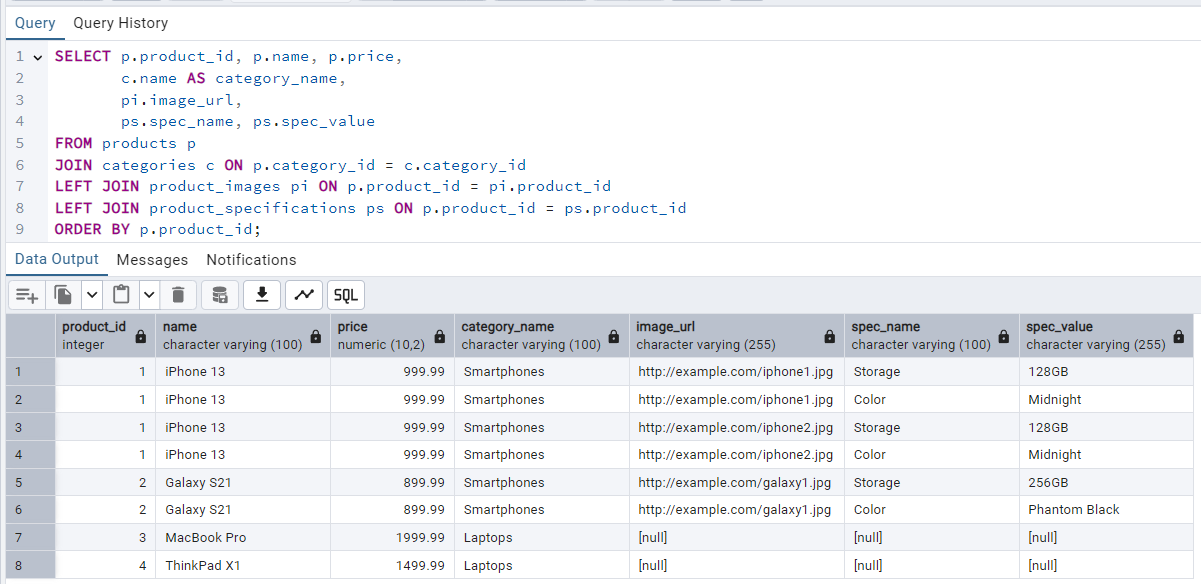 Query Query History
1 SELECT p.product_id, p.name, p.price,
2 c.name AS category_name,
3 pi.image_url,
4 ps.spec_name, ps.spec_value
5 FROM products p
6 JOIN categories c ON p.category_id = c.category_id
7 LEFT JOIN product_images pi ON p.product_id = pi.product_id
8 LEFT JOIN product_specifications ps ON p.product_id = ps.product_id
9 ORDER BY p.product_id;
Data Output Messages Notifications
SQL
product_id name price category_name image_url spec_name spec_value
integer character varying (100) numeric (10,2) character varying (100) character varying (255) character varying (100) character varying (255)
1 1 iPhone 13 999.99 Smartphones http://example.com/iphone1.jpg Storage 128GB
2 1 iPhone 13 999.99 Smartphones http://example.com/iphone1.jpg Color Midnight
3 1 iPhone 13 999.99 Smartphones http://example.com/iphone2.jpg Storage 128GB
4 1 iPhone 13 999.99 Smartphones http://example.com/iphone2.jpg Color Midnight
5 2 Galaxy S21 899.99 Smartphones http://example.com/galaxy1.jpg Storage 256GB
6 2 Galaxy S21 899.99 Smartphones http://example.com/galaxy1.jpg Color Phantom Black
7 3 MacBook Pro 1999.99 Laptops [null] [null] [null]
8 4 ThinkPad X1 1499.99 Laptops [null] [null] [null]